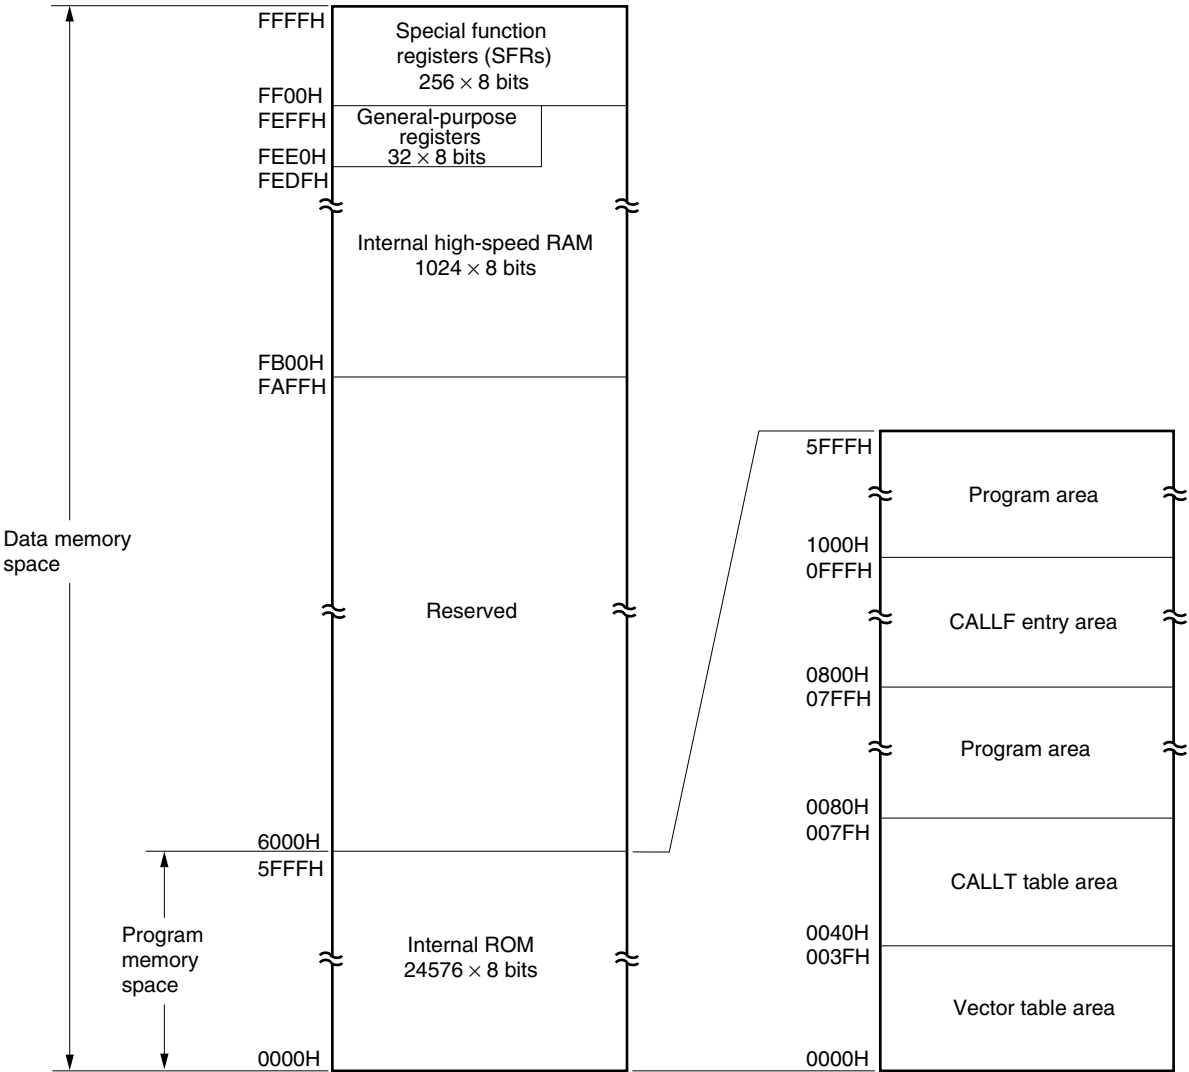 FFFFH
Special function
registers (SFRs)
256 × 8 bits
FF00H
FEFFH
General-purpose
registers
32 × 8 bits
FEE0H
FEDFH
Internal high-speed RAM
1024 × 8 bits
FB00H
FAFFH
Data memory
space
Reserved
6000H
5FFFH
Program
memory
space
Internal ROM
24576 × 8 bits
0000H
5FFFH
Program area
1000H
0FFFH
CALLF entry area
0800H
07FFH
Program area
0080H
007FH
CALLT table area
0040H
003FH
Vector table area
0000H